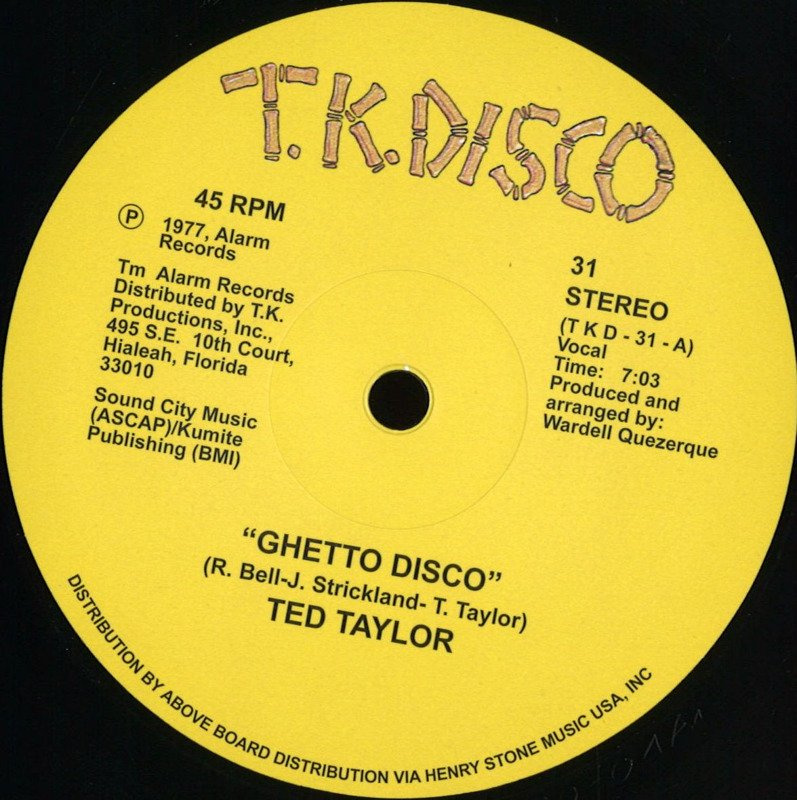 T.K. DISCO
45 RPM
Ⓟ 1977, Alarm
Records
Tm Alarm Records
Distributed by T.K.
Productions, Inc.,
495 S.E. 10th Court,
Hialeah, Florida
33010
Sound City Music
(ASCAP)/Kumite
Publishing (BMI)
31
STEREO
(T K D - 31 - A)
Vocal
Time: 7:03
Produced and
arranged by:
Wardell Quezerque
“GHETTO DISCO”
(R. Bell-J. Strickland- T. Taylor)
TED TAYLOR
DISTRIBUTION BY ABOVE BOARD DISTRIBUTION VIA HENRY STONE MUSIC USA, INC